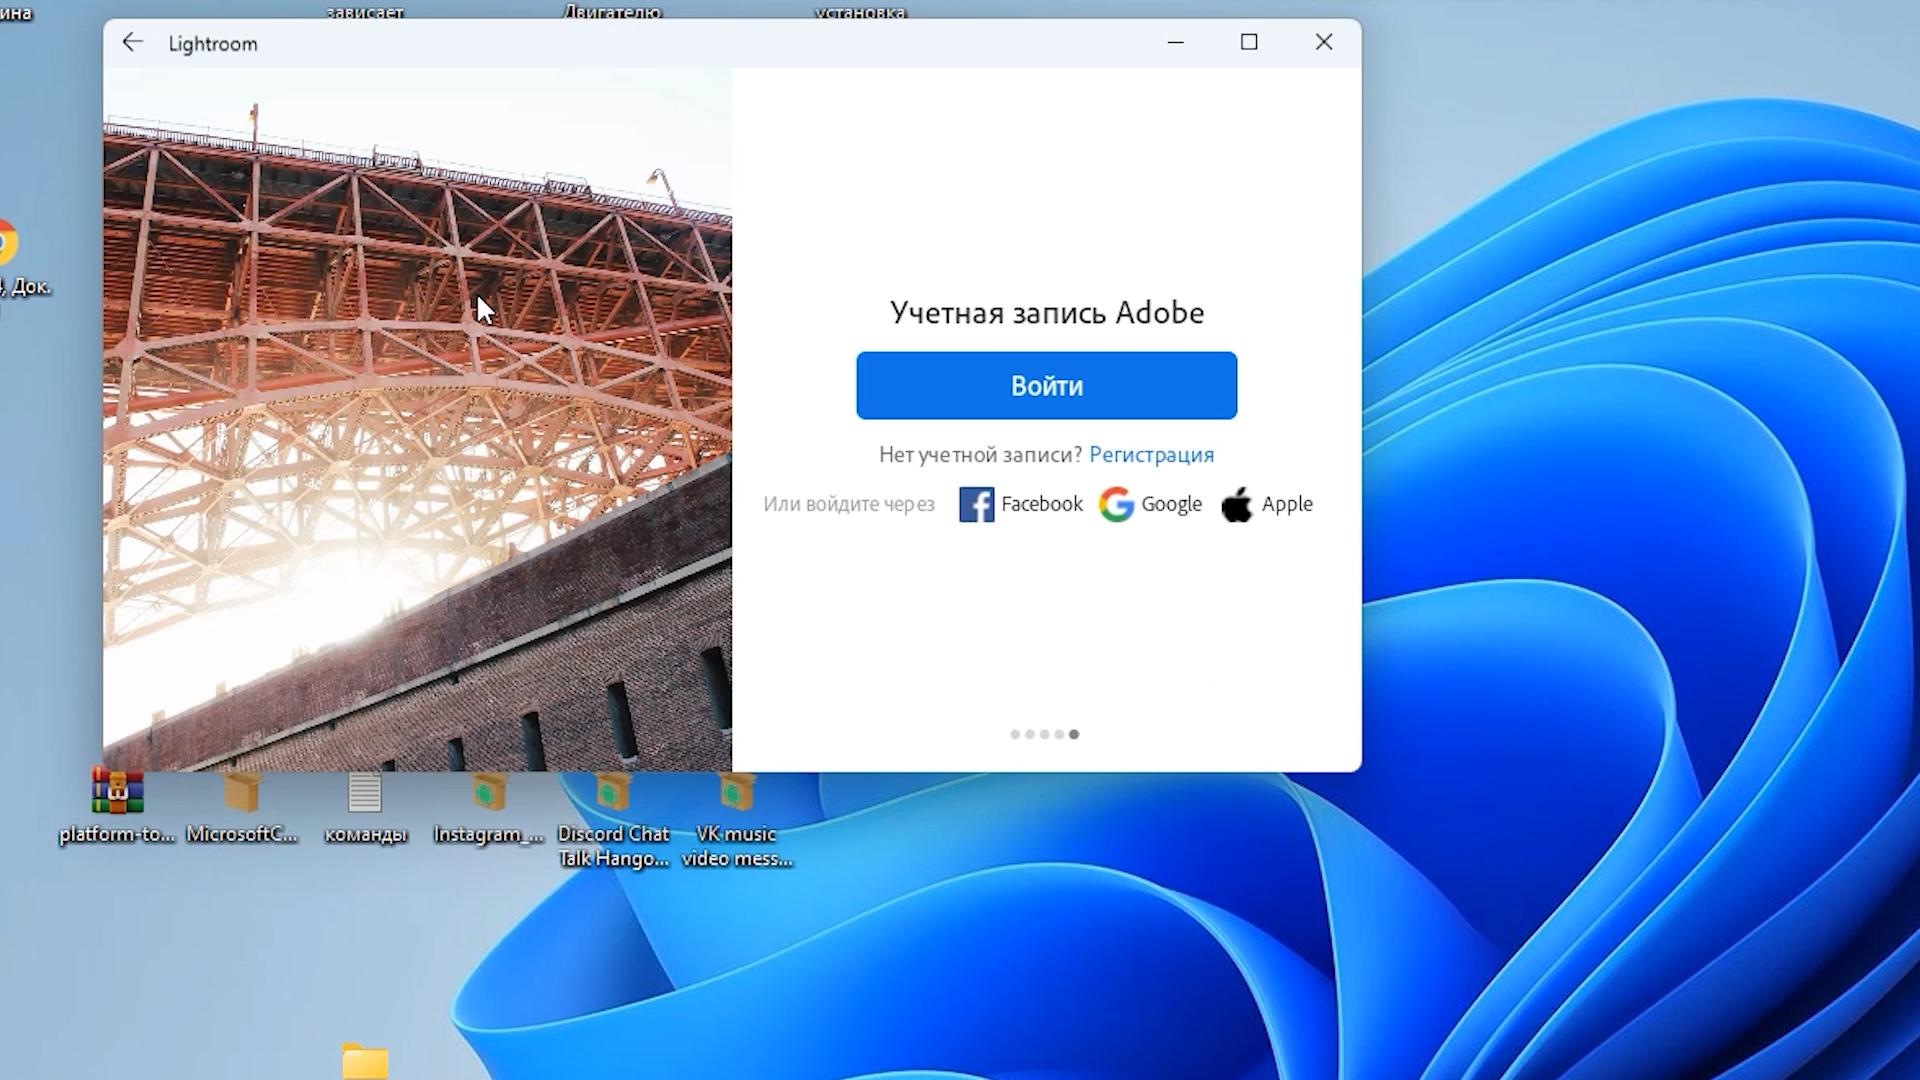 ина
зависает
Двигателю
установка
Lightroom
Док.
Учетная запись Adobe
Войти
Нет учетной записи? Регистрация
Или войдите через Facebook Google Apple
platform-to...
MicrosoftC...
команды
Instagram_...
Discord Chat
Talk Hango...
VK music
video mess...